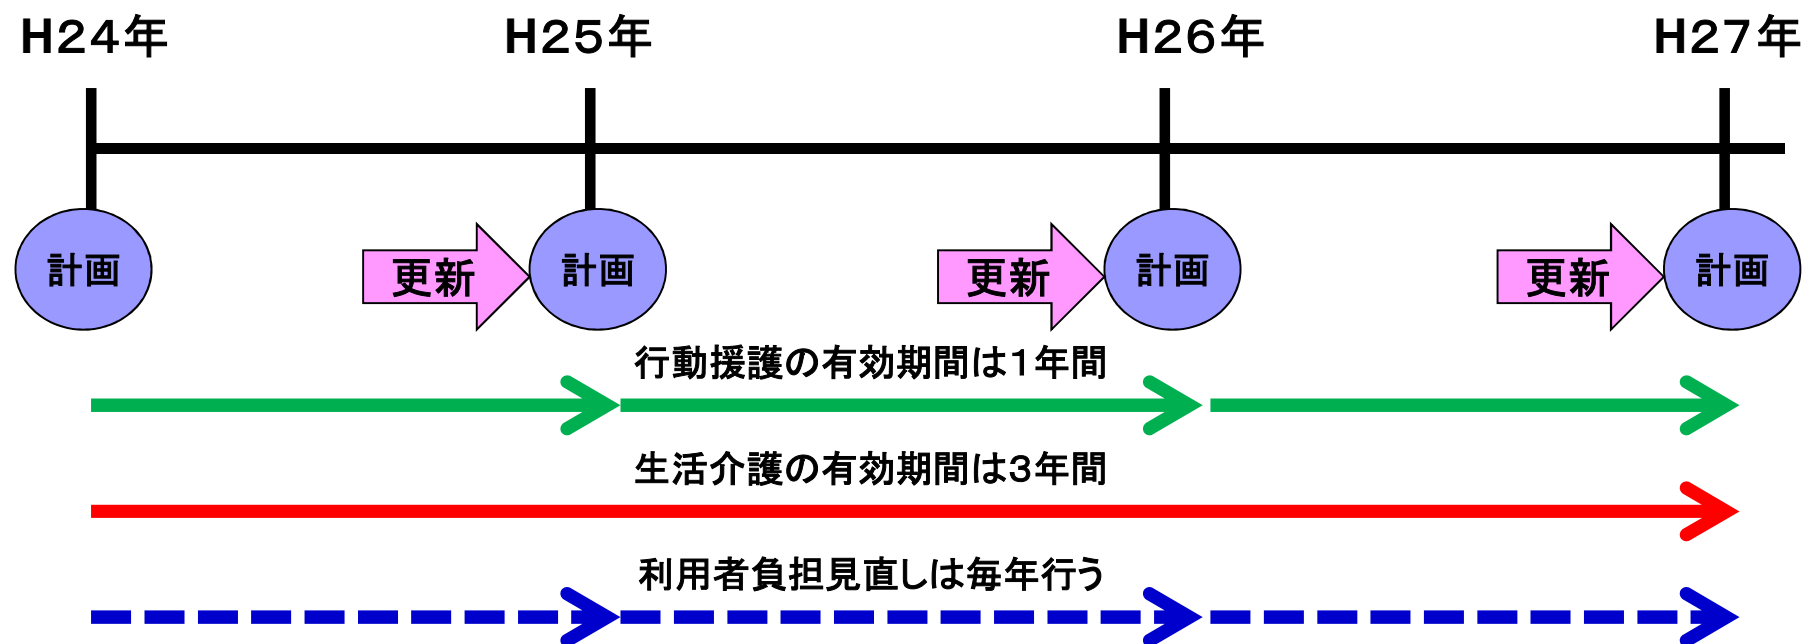 H24年 H25年 H26年 H27年
計画 更新 計画 更新 計画 更新 計画
行動援護の有効期間は1年間
生活介護の有効期間は3年間
利用者負担見直しは毎年行う